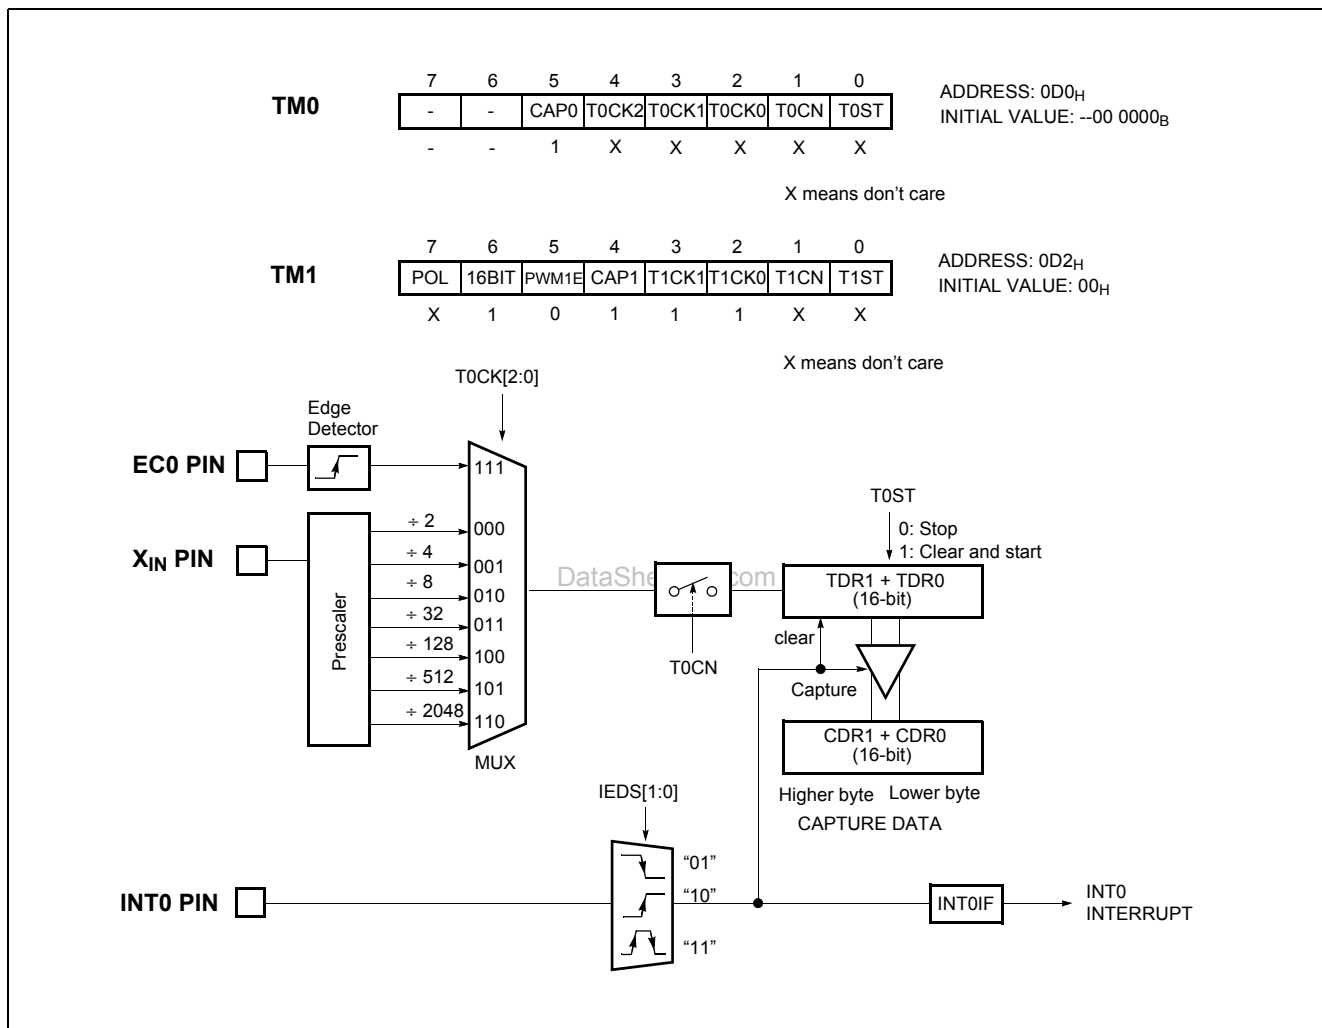 7 6 5 4 3 2 1 0
TM0 - - CAP0 T0CK2 T0CK1 T0CK0 T0CN T0ST
- - 1 X X X X X
ADDRESS: 0D0H
INITIAL VALUE: --00 0000B
X means don't care
7 6 5 4 3 2 1 0
TM1 POL 16BIT PWM1E CAP1 T1CK1 T1CK0 T1CN T1ST
X 1 0 1 1 1 X X
ADDRESS: 0D2H
INITIAL VALUE: 00H
X means don't care
T0CK[2:0]
Edge
Detector
EC0 PIN
111
XIN PIN
Prescaler
÷ 2 000
÷ 4 001
÷ 8 010
÷ 32 011
÷ 128 100
÷ 512 101
÷ 2048 110
MUX
DataShe
com
T0CN
T0ST
0: Stop
1: Clear and start
TDR1 + TDR0
(16-bit)
clear
Capture
CDR1 + CDR0
(16-bit)
Higher byte Lower byte
CAPTURE DATA
IEDS[1:0]
INT0 PIN
"01"
"10"
"11"
INT0IF
INT0
INTERRUPT